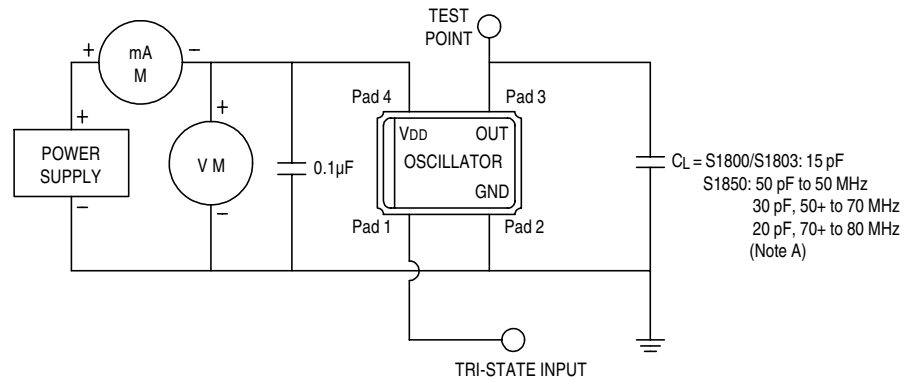 TEST
POINT
+
mA
M
−
Pad 4
Pad 3
+
POWER
SUPPLY
−
+
V M
−
0.1µF
VDD
OUT
OSCILLATOR
GND
Pad 1
Pad 2
CL = S1800/S1803: 15 pF
S1850: 50 pF to 50 MHz
30 pF, 50+ to 70 MHz
20 pF, 70+ to 80 MHz
(Note A)
TRI-STATE INPUT